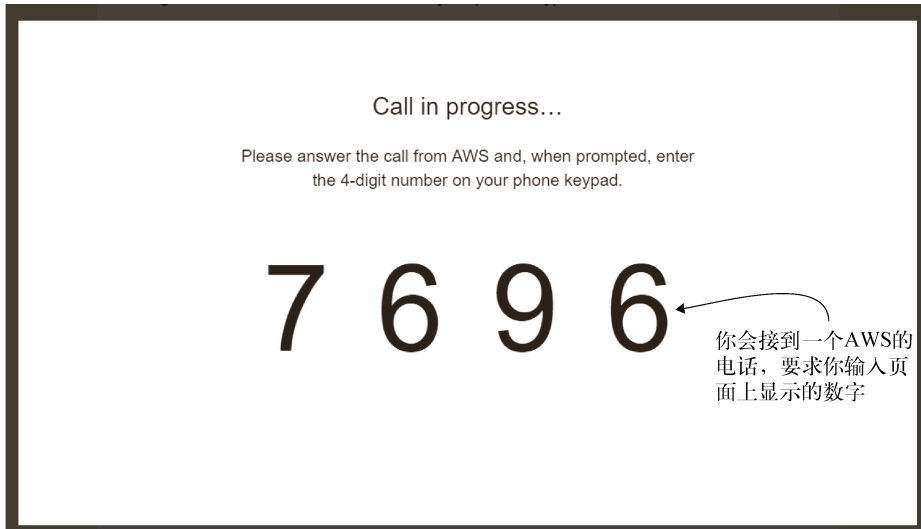 Call in progress…
Please answer the call from AWS and, when prompted, enter
the 4-digit number on your phone keypad.
7 6 9 6
你会接到一个AWS的
电话，要求你输入页
面上显示的数字